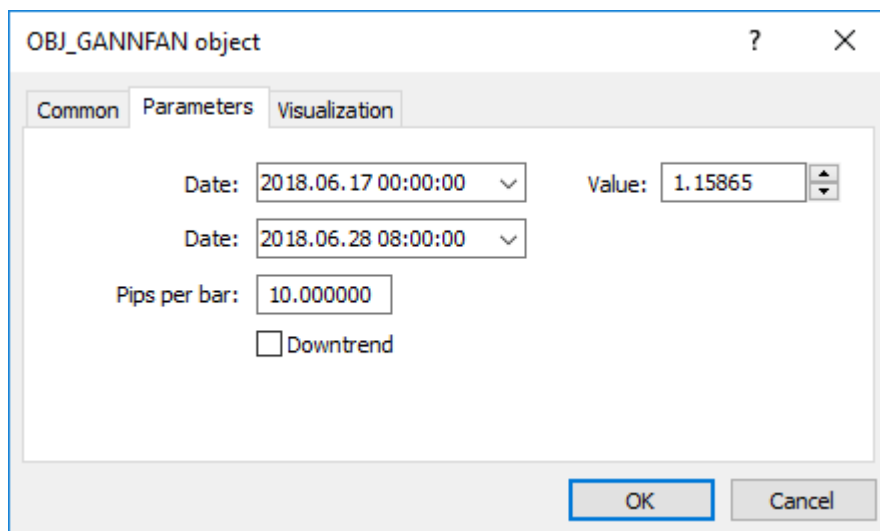 OBJ_GANNFAN object ?
Common Parameters Visualization
Date: 2018.06.17 00:00:00 Value: 1.15865
Date: 2018.06.28 08:00:00
Pips per bar: 10.000000
Downtrend
OK Cancel